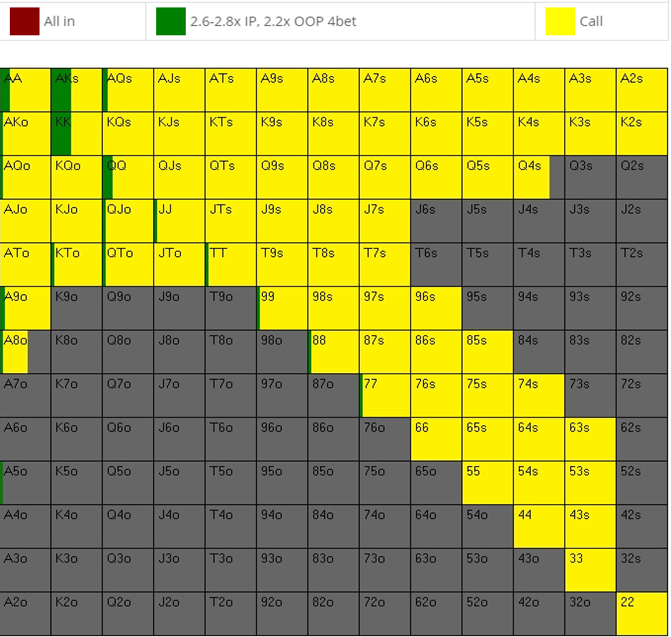 All in 2.6-2.8x IP, 2.2x OOP 4bet Call
AA AKs AQs AJs ATs A9s A8s A7s A6s A5s A4s A3s A2s
AKo KK KQs KJs KTs K9s K8s K7s K6s K5s K4s K3s K2s
AQo KQo QQ QJs QTs Q9s Q8s Q7s Q6s Q5s Q4s Q3s Q2s
AJo KJo QJo JJ JTs J9s J8s J7s J6s J5s J4s J3s J2s
ATo KTo QTo JTo TT T9s T8s T7s T6s T5s T4s T3s T2s
A9o K9o Q9o J9o T9o 99 98s 97s 96s 95s 94s 93s 92s
A8o K8o Q8o J8o T8o 98o 88 87s 86s 85s 84s 83s 82s
A7o K7o Q7o J7o T7o 97o 87o 77 76s 75s 74s 73s 72s
A6o K6o Q6o J6o T6o 96o 86o 76o 66 65s 64s 63s 62s
A5o K5o Q5o J5o T5o 95o 85o 75o 65o 55 54s 53s 52s
A4o K4o Q4o J4o T4o 94o 84o 74o 64o 54o 44 43s 42s
A3o K3o Q3o J3o T3o 93o 83o 73o 63o 53o 43o 33 32s
A2o K2o Q2o J2o T2o 92o 82o 72o 62o 52o 42o 32o 22